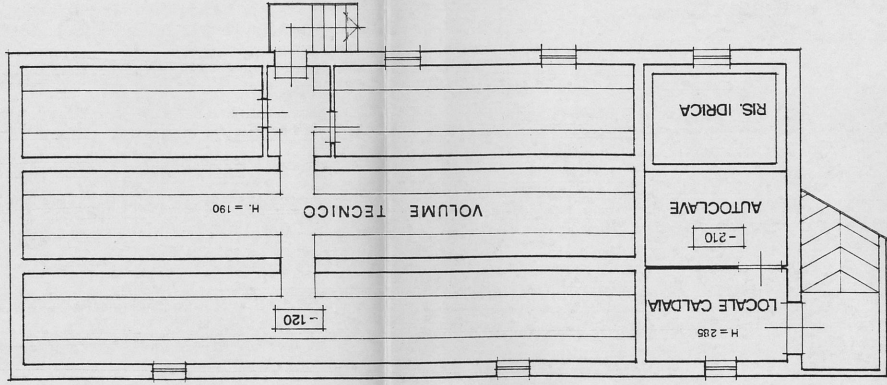 H = 285
LOCALE CALDAIA
-120
-210
AUTOCLAVE
VOLUME TECNICO
H. = 190
RIS. IDRICA